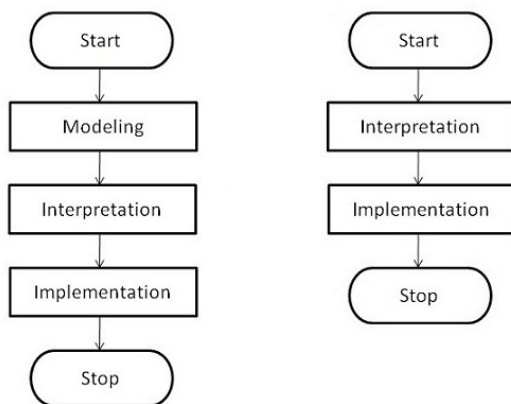 Start
Modeling
Interpretation
Implementation
Stop
Start
Interpretation
Implementation
Stop